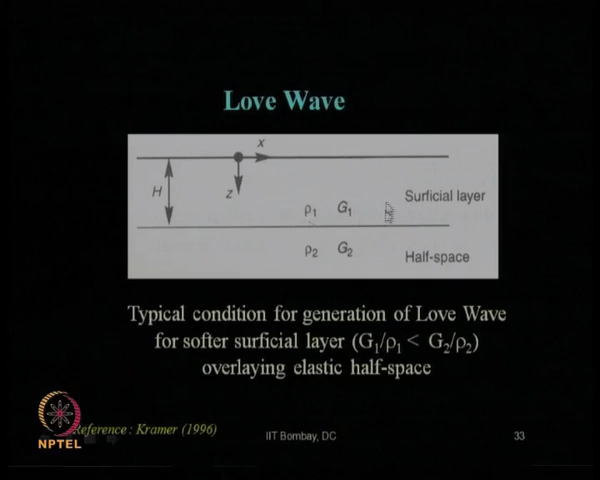 Love Wave
x
H
z
ρ₁ G₁
Surficial layer
ρ₂ G₂
Half-space
Typical condition for generation of Love Wave
for softer surficial layer (G₁/ρ₁ < G₂/ρ₂)
overlaying elastic half-space
Reference : Kramer (1996)
IIT Bombay, DC
33
NPTEL